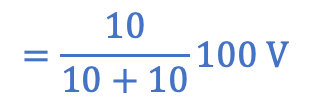 = 10/(10 + 10) 100 V